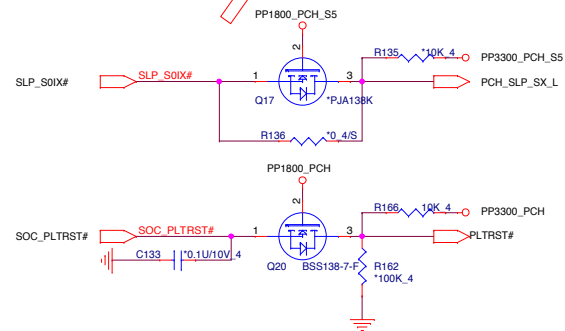 PP1800_PCH_S5
2
R135 *10K_4
PP3300_PCH_S5
SLP_S0IX#
SLP_S0IX#
1
3
PCH_SLP_SX_L
Q17
*PJA138K
R136
*0_4/S
PP1800_PCH
2
R166 10K_4
PP3300_PCH
SOC_PLTRST#
SOC_PLTRST#
1
3
PLTRST#
C133 *0.1U/10V_4
Q20
BSS138-7-F
R162
*100K_4